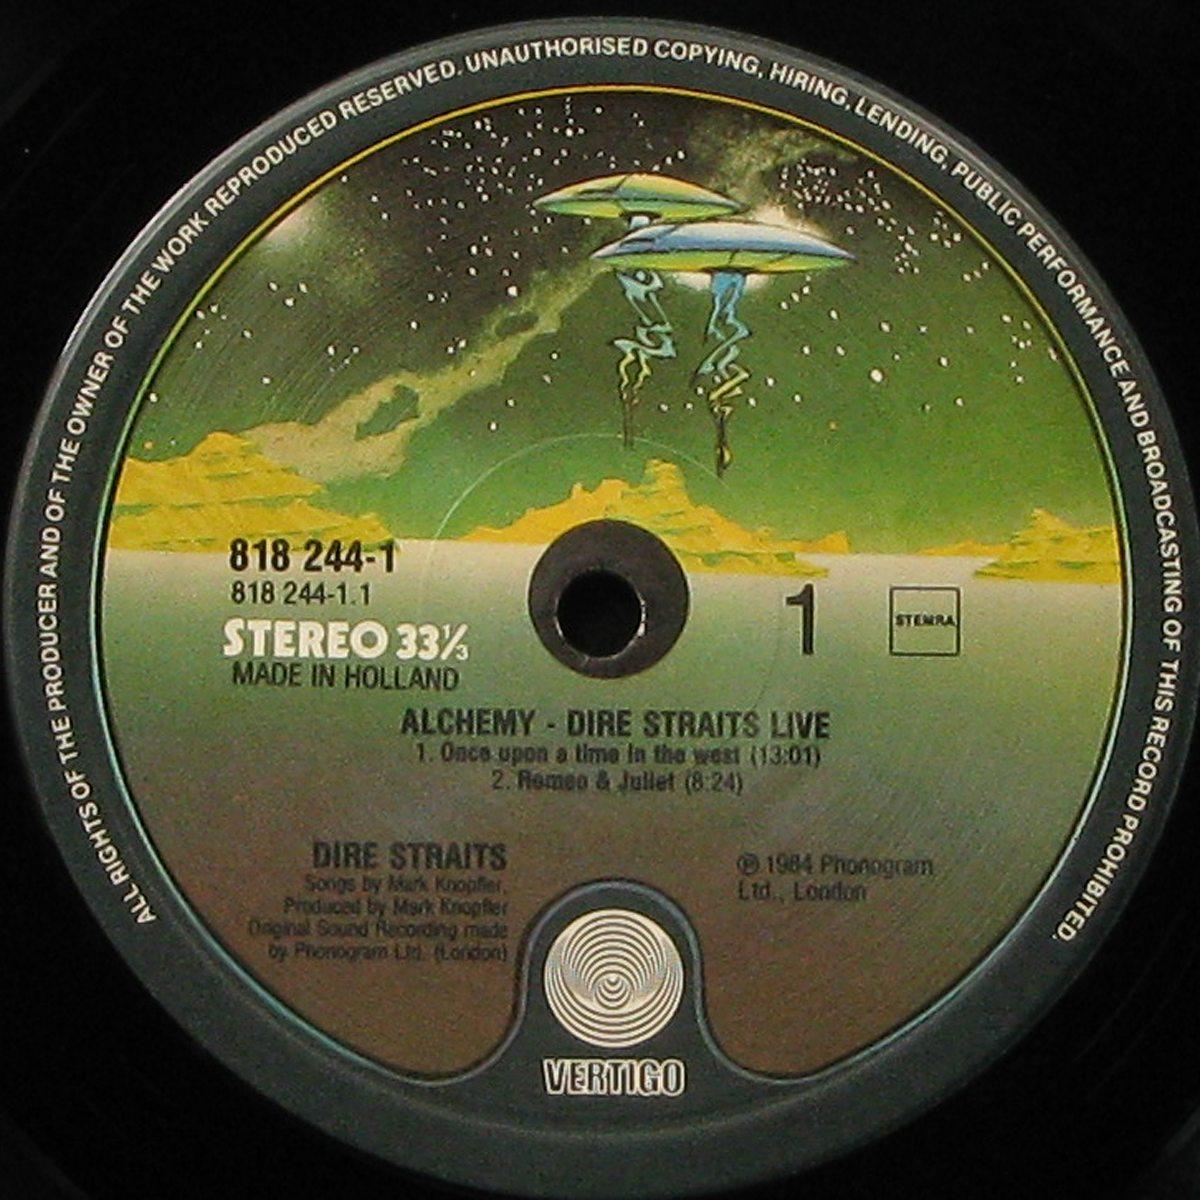 ALL RIGHTS OF THE PRODUCER AND OF THE OWNER OF THE WORK REPRODUCED RESERVED. UNAUTHORISED COPYING, HIRING, LENDING, PUBLIC PERFORMANCE AND BROADCASTING OF THIS RECORD PROHIBITED.
818 244-1
818 244-1.1
STEREO 33⅓
MADE IN HOLLAND
1
STEMRA
ALCHEMY - DIRE STRAITS LIVE
1. Once upon a time in the west (13:01)
2. Romeo & Juliet (8:24)
DIRE STRAITS
Songs by Mark Knopfler,
Produced by Mark Knopfler
Original Sound Recording made
by Phonogram Ltd. (London)
℗ 1984 Phonogram
Ltd., London
VERTIGO